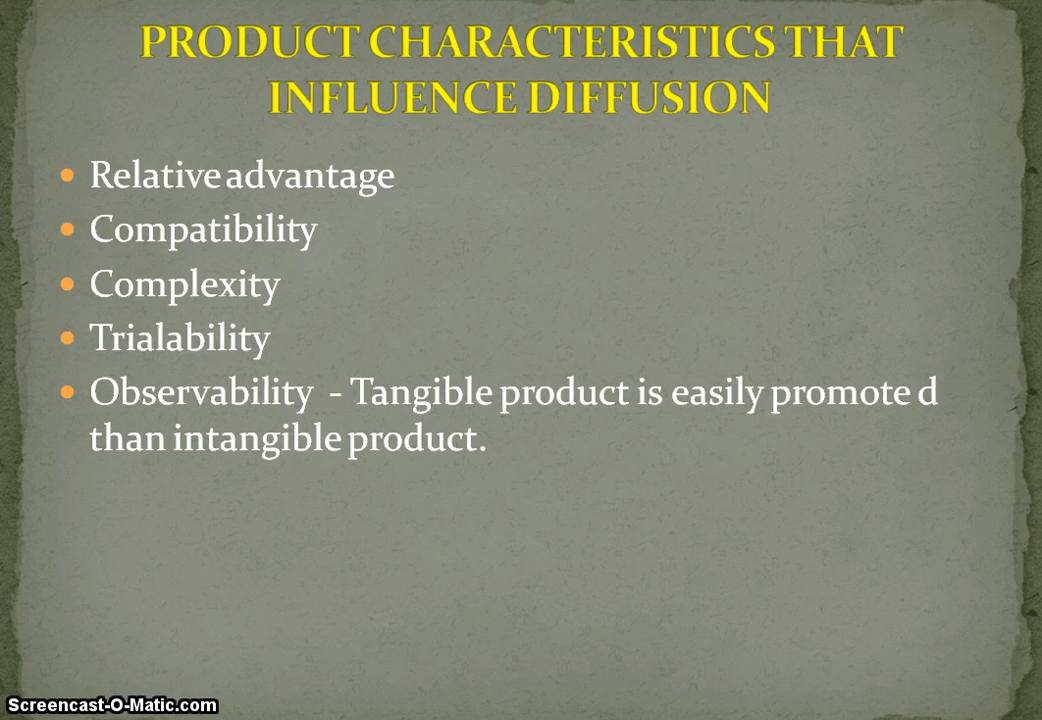 PRODUCT CHARACTERISTICS THAT
INFLUENCE DIFFUSION
• Relative advantage
• Compatibility
• Complexity
• Trialability
• Observability - Tangible product is easily promote d
than intangible product.
Screencast-O-Matic.com